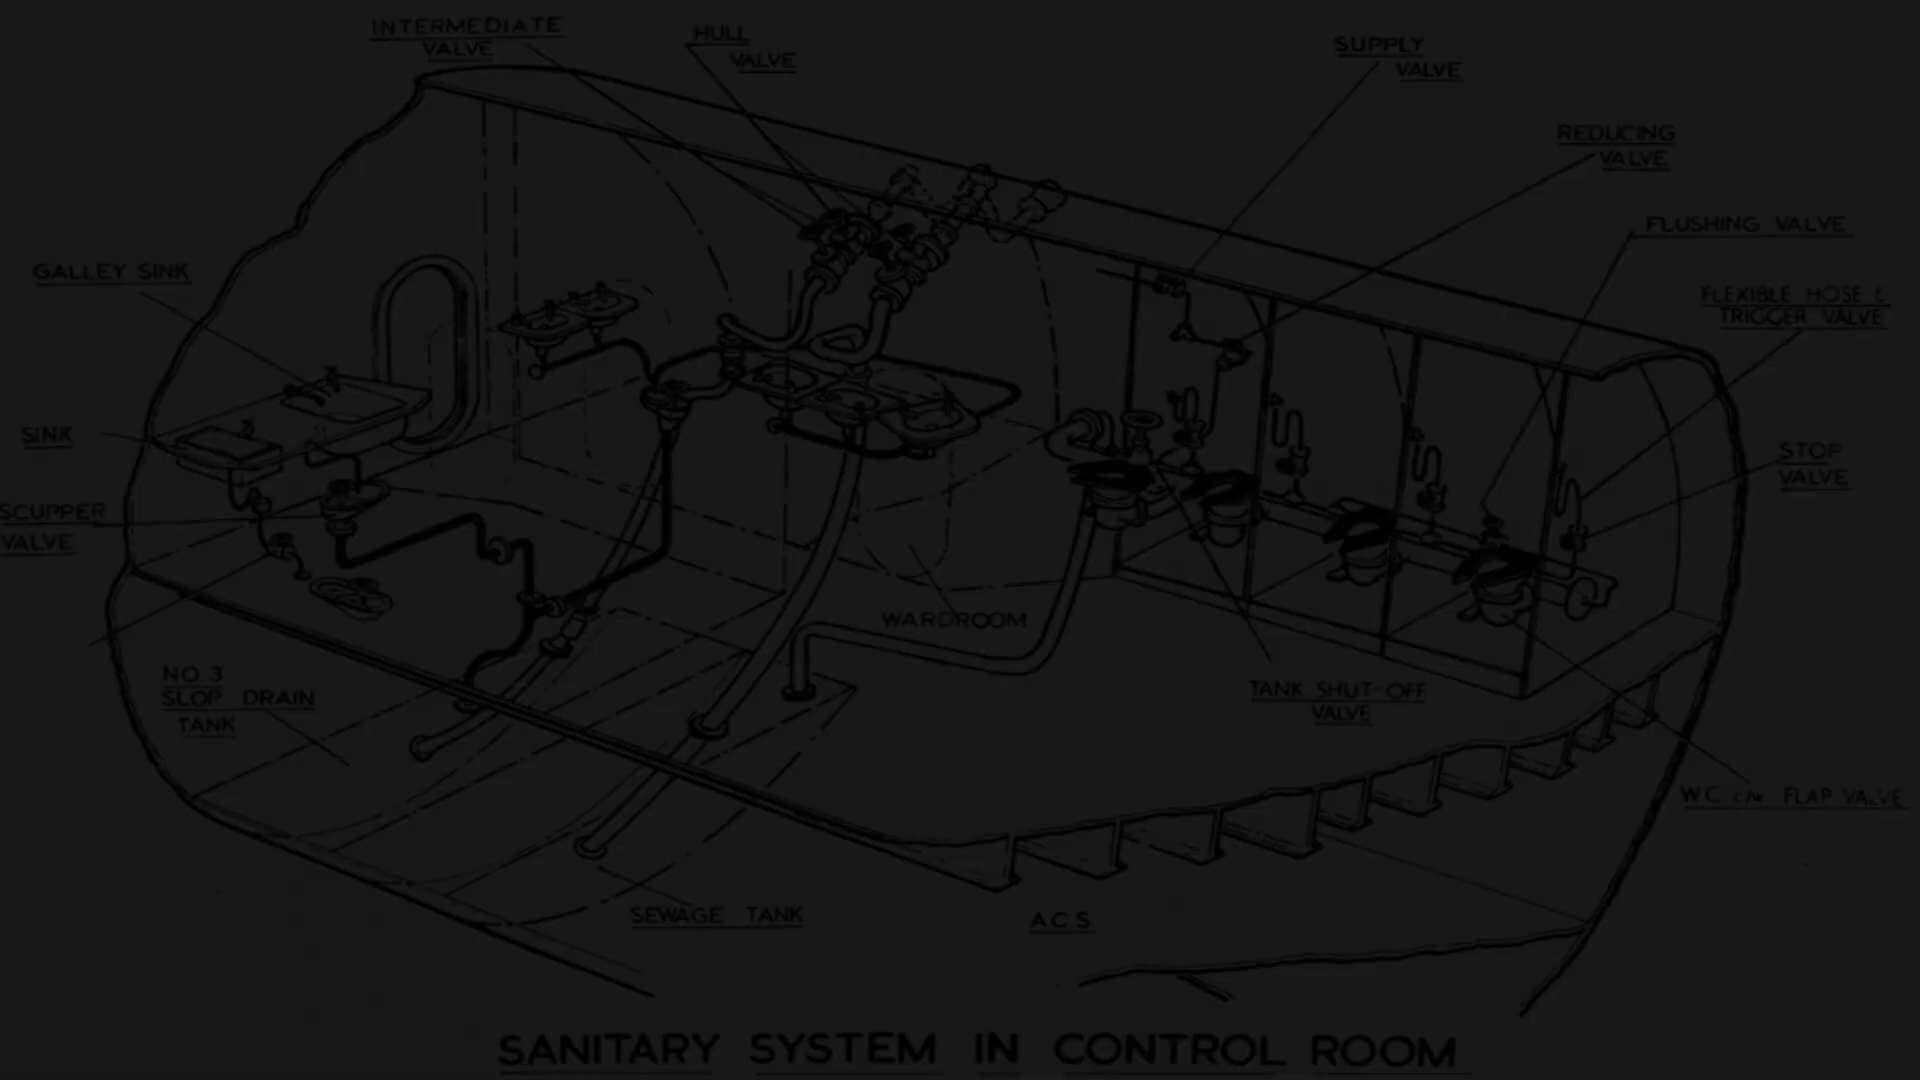 INTERMEDIATE
VALVE
HULL
VALVE
SUPPLY
VALVE
REDUCING
VALVE
FLUSHING VALVE
GALLEY SINK
FLEXIBLE HOSE &
TRIGGER VALVE
SINK
STOP
VALVE
SCUPPER
VALVE
WARDROOM
NO 3
SLOP DRAIN
TANK
TANK SHUT-OFF
VALVE
WC c/w FLAP VALVE
SEWAGE TANK
A.C.S.
SANITARY SYSTEM IN CONTROL ROOM